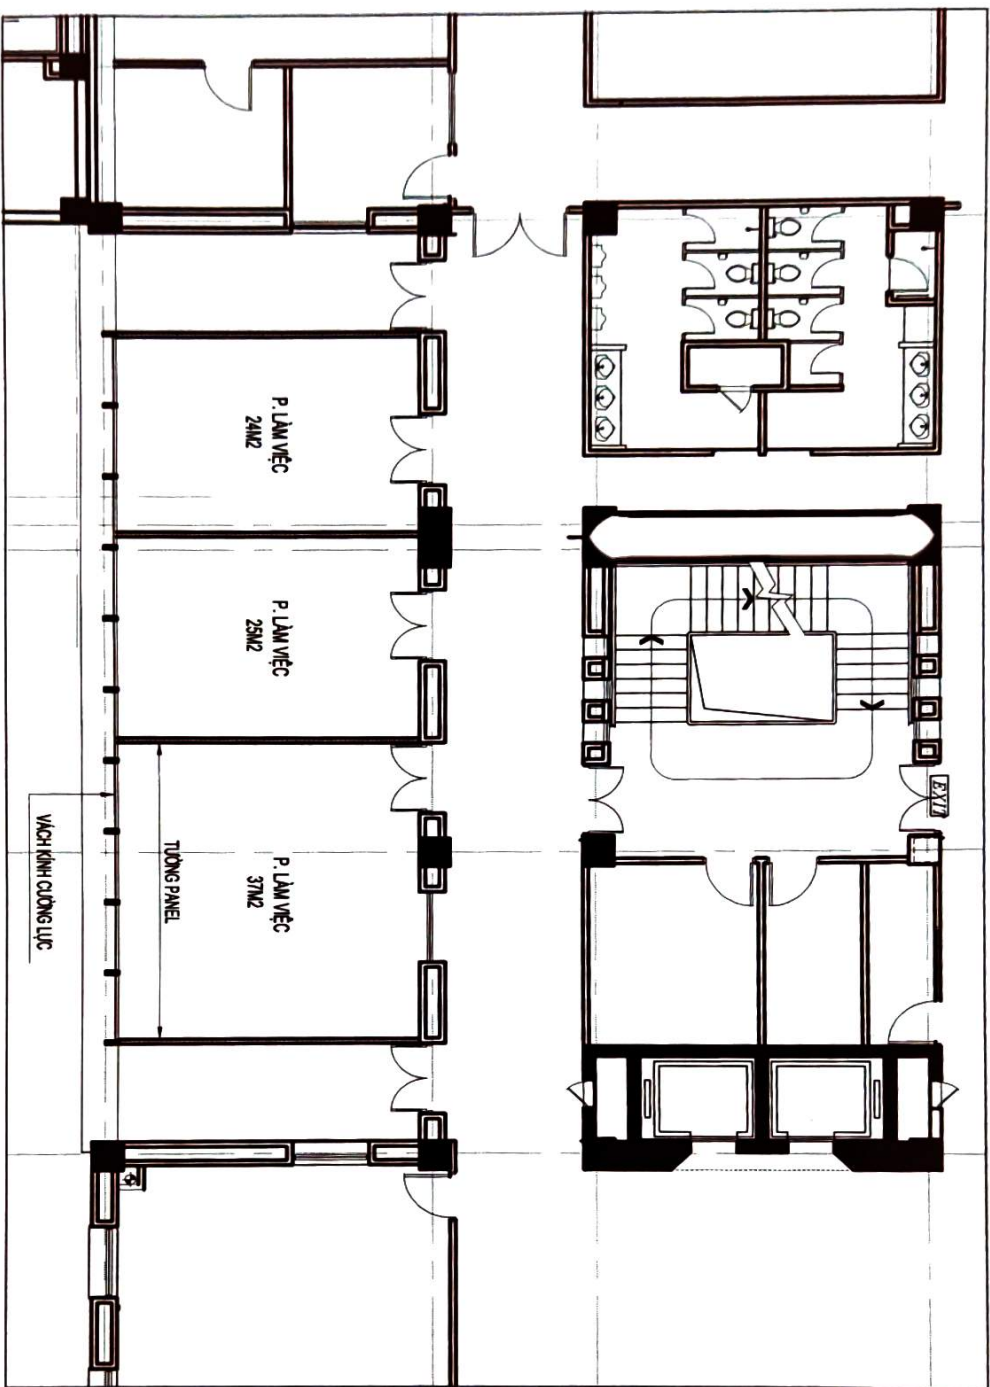 P. LÀM VIỆC
24M2
P. LÀM VIỆC
25M2
P. LÀM VIỆC
37M2
TƯỜNG PANEL
VÁCH KÍNH CƯỜNG LỰC
EXIT